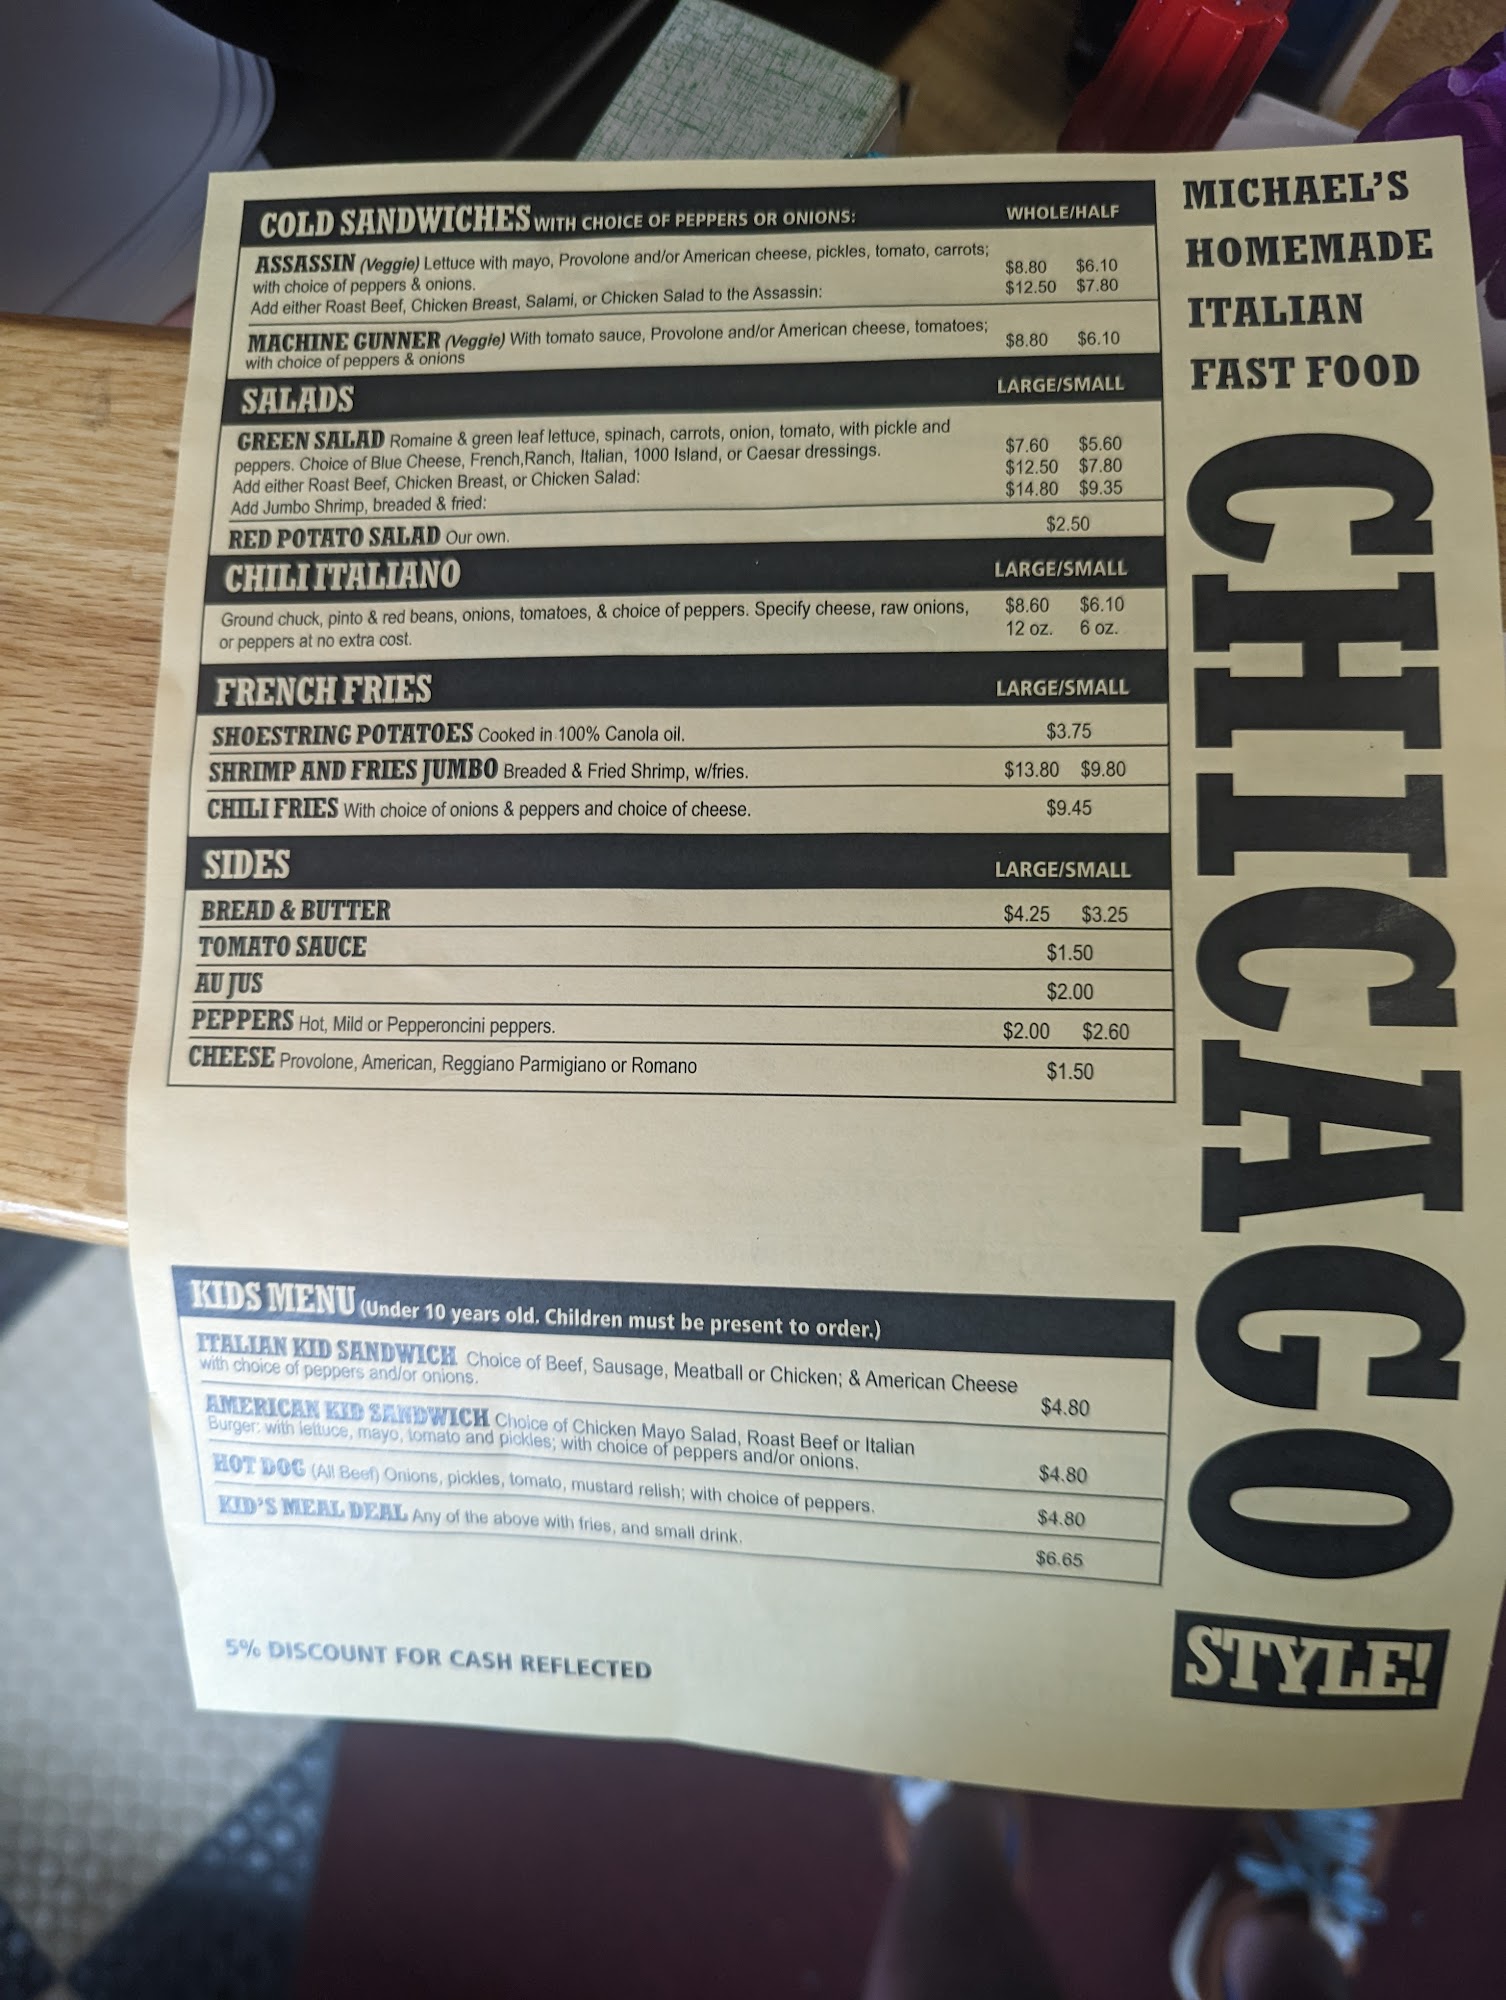 COLD SANDWICHES WITH CHOICE OF PEPPERS OR ONIONS: WHOLE/HALF
ASSASSIN (Veggie) Lettuce with mayo, Provolone and/or American cheese, pickles, tomato, carrots;
with choice of peppers & onions. $8.80 $6.10
Add either Roast Beef, Chicken Breast, Salami, or Chicken Salad to the Assassin: $12.50 $7.80
MACHINE GUNNER (Veggie) With tomato sauce, Provolone and/or American cheese, tomatoes; $8.80 $6.10
with choice of peppers & onions
SALADS LARGE/SMALL
GREEN SALAD Romaine & green leaf lettuce, spinach, carrots, onion, tomato, with pickle and
peppers. Choice of Blue Cheese, French,Ranch, Italian, 1000 Island, or Caesar dressings. $7.60 $5.60
Add either Roast Beef, Chicken Breast, or Chicken Salad: $12.50 $7.80
Add Jumbo Shrimp, breaded & fried: $14.80 $9.35
RED POTATO SALAD Our own. $2.50
CHILI ITALIANO LARGE/SMALL
Ground chuck, pinto & red beans, onions, tomatoes, & choice of peppers. Specify cheese, raw onions, $8.60 $6.10
or peppers at no extra cost. 12 oz. 6 oz.
FRENCH FRIES LARGE/SMALL
SHOESTRING POTATOES Cooked in 100% Canola oil. $3.75
SHRIMP AND FRIES JUMBO Breaded & Fried Shrimp, w/fries. $13.80 $9.80
CHILI FRIES With choice of onions & peppers and choice of cheese. $9.45
SIDES LARGE/SMALL
BREAD & BUTTER $4.25 $3.25
TOMATO SAUCE $1.50
AU JUS $2.00
PEPPERS Hot, Mild or Pepperoncini peppers. $2.00 $2.60
CHEESE Provolone, American, Reggiano Parmigiano or Romano $1.50
KIDS MENU (Under 10 years old. Children must be present to order.)
ITALIAN KID SANDWICH Choice of Beef, Sausage, Meatball or Chicken; & American Cheese
with choice of peppers and/or onions. $4.80
AMERICAN KID SANDWICH Choice of Chicken Mayo Salad, Roast Beef or Italian
Burger: with lettuce, mayo, tomato and pickles; with choice of peppers and/or onions. $4.80
HOT DOG (All Beef) Onions, pickles, tomato, mustard relish; with choice of peppers. $4.80
KID'S MEAL DEAL Any of the above with fries, and small drink. $6.65
5% DISCOUNT FOR CASH REFLECTED
MICHAEL'S
HOMEMADE
ITALIAN
FAST FOOD
CHICAGO
STYLE!